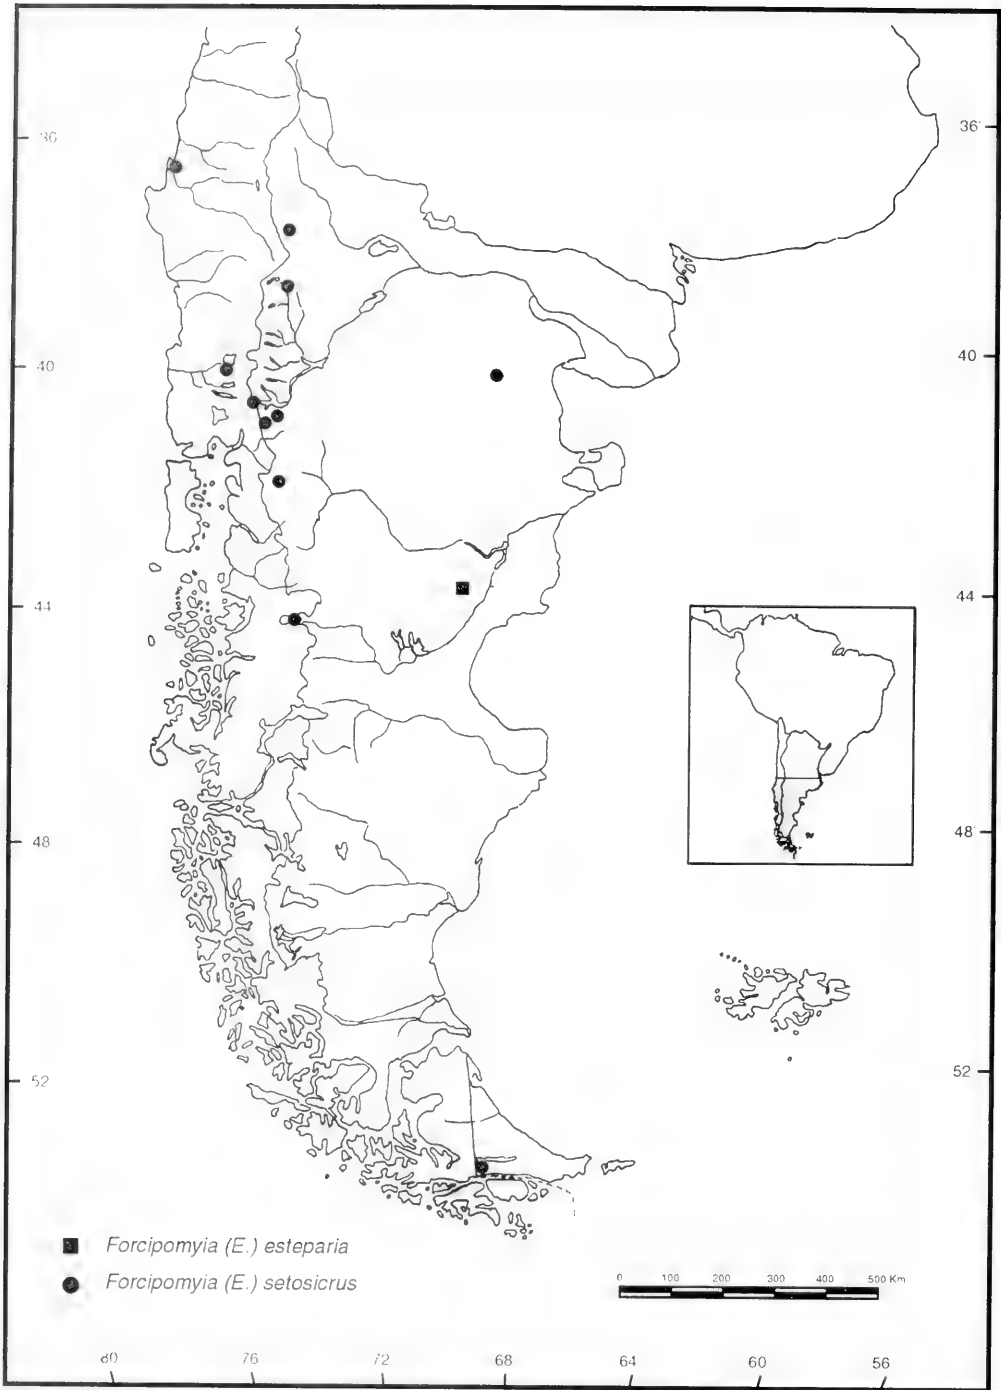 36 36
40 40
44 44
48 48
52 52
Forcipomyia (E.) esteparia
Forcipomyia (E.) setosicrus
0 100 200 300 400 500 Km
80 76 72 68 64 60 56